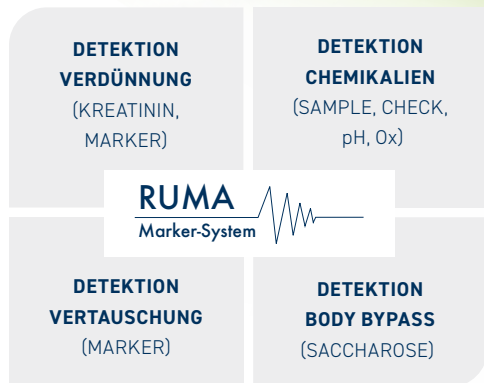 DETEKTION
VERDÜNNUNG
(KREATININ,
MARKER)
DETEKTION
CHEMIKALIEN
(SAMPLE, CHECK,
pH, Ox)
RUMA
Marker-System
DETEKTION
VERTAUSCHUNG
(MARKER)
DETEKTION
BODY BYPASS
(SACCHAROSE)